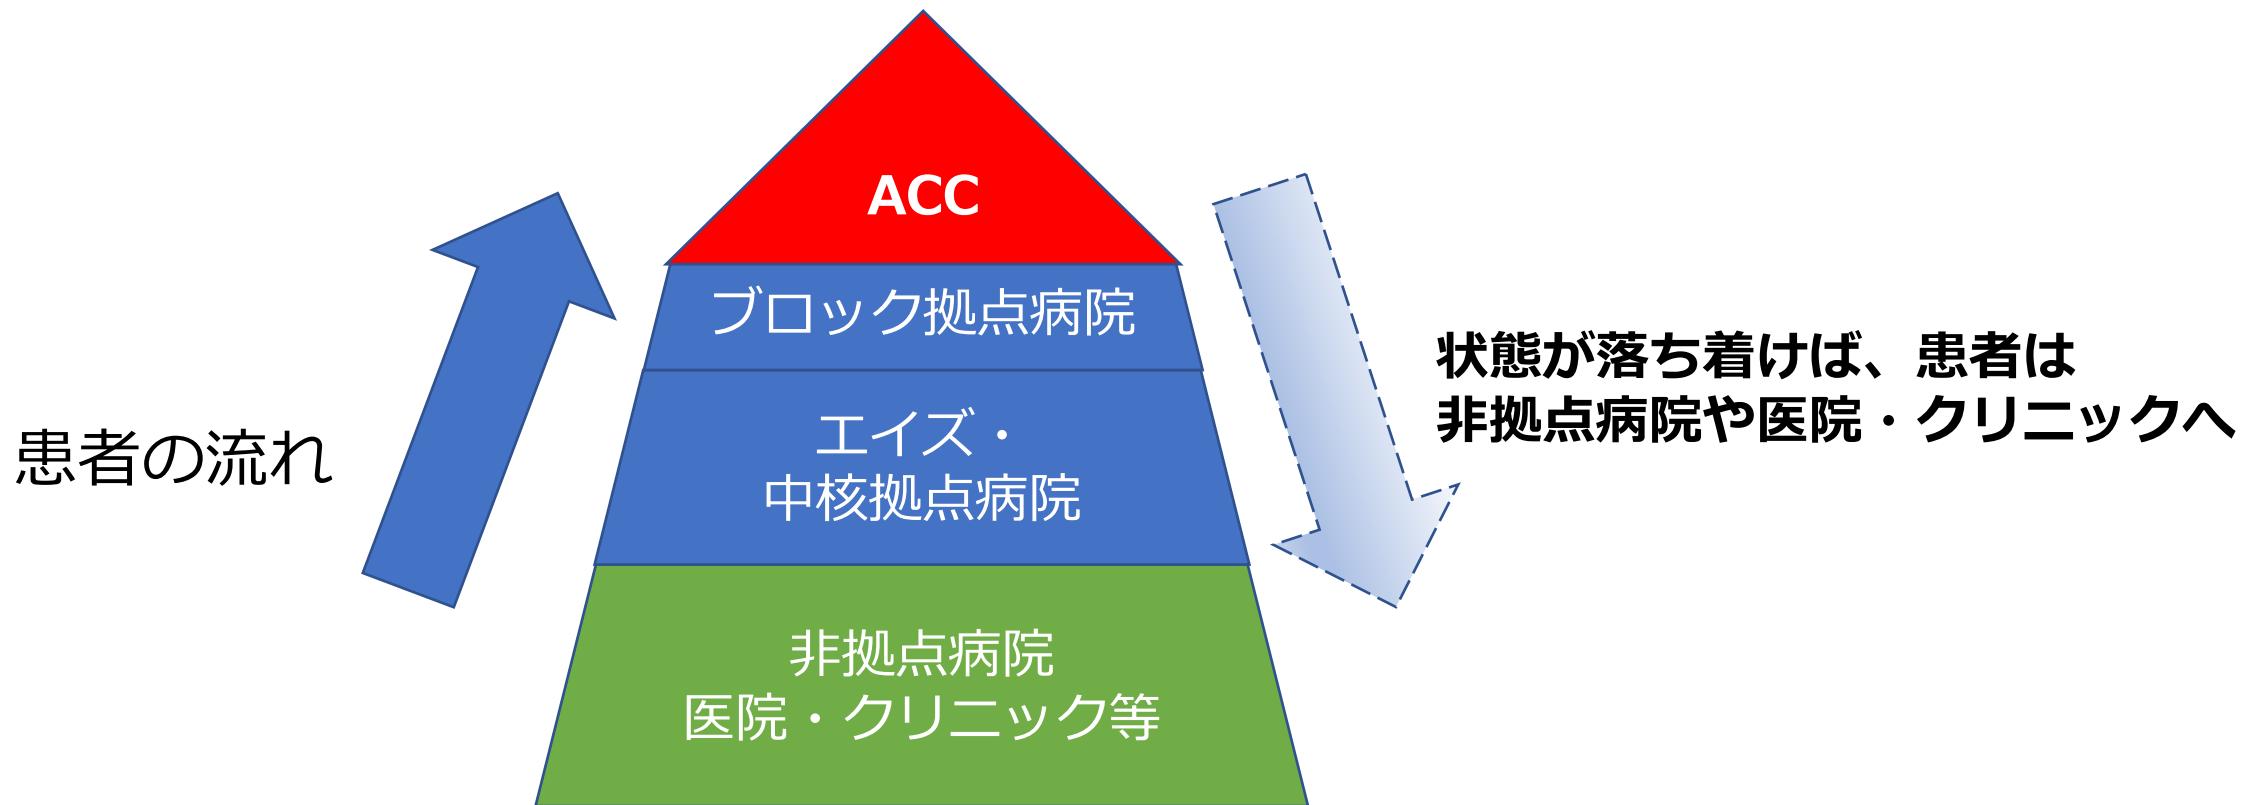 ACC
ブロック拠点病院
エイズ・
中核拠点病院
非拠点病院
医院・クリニック等
患者の流れ
状態が落ち着けば、患者は
非拠点病院や医院・クリニックへ